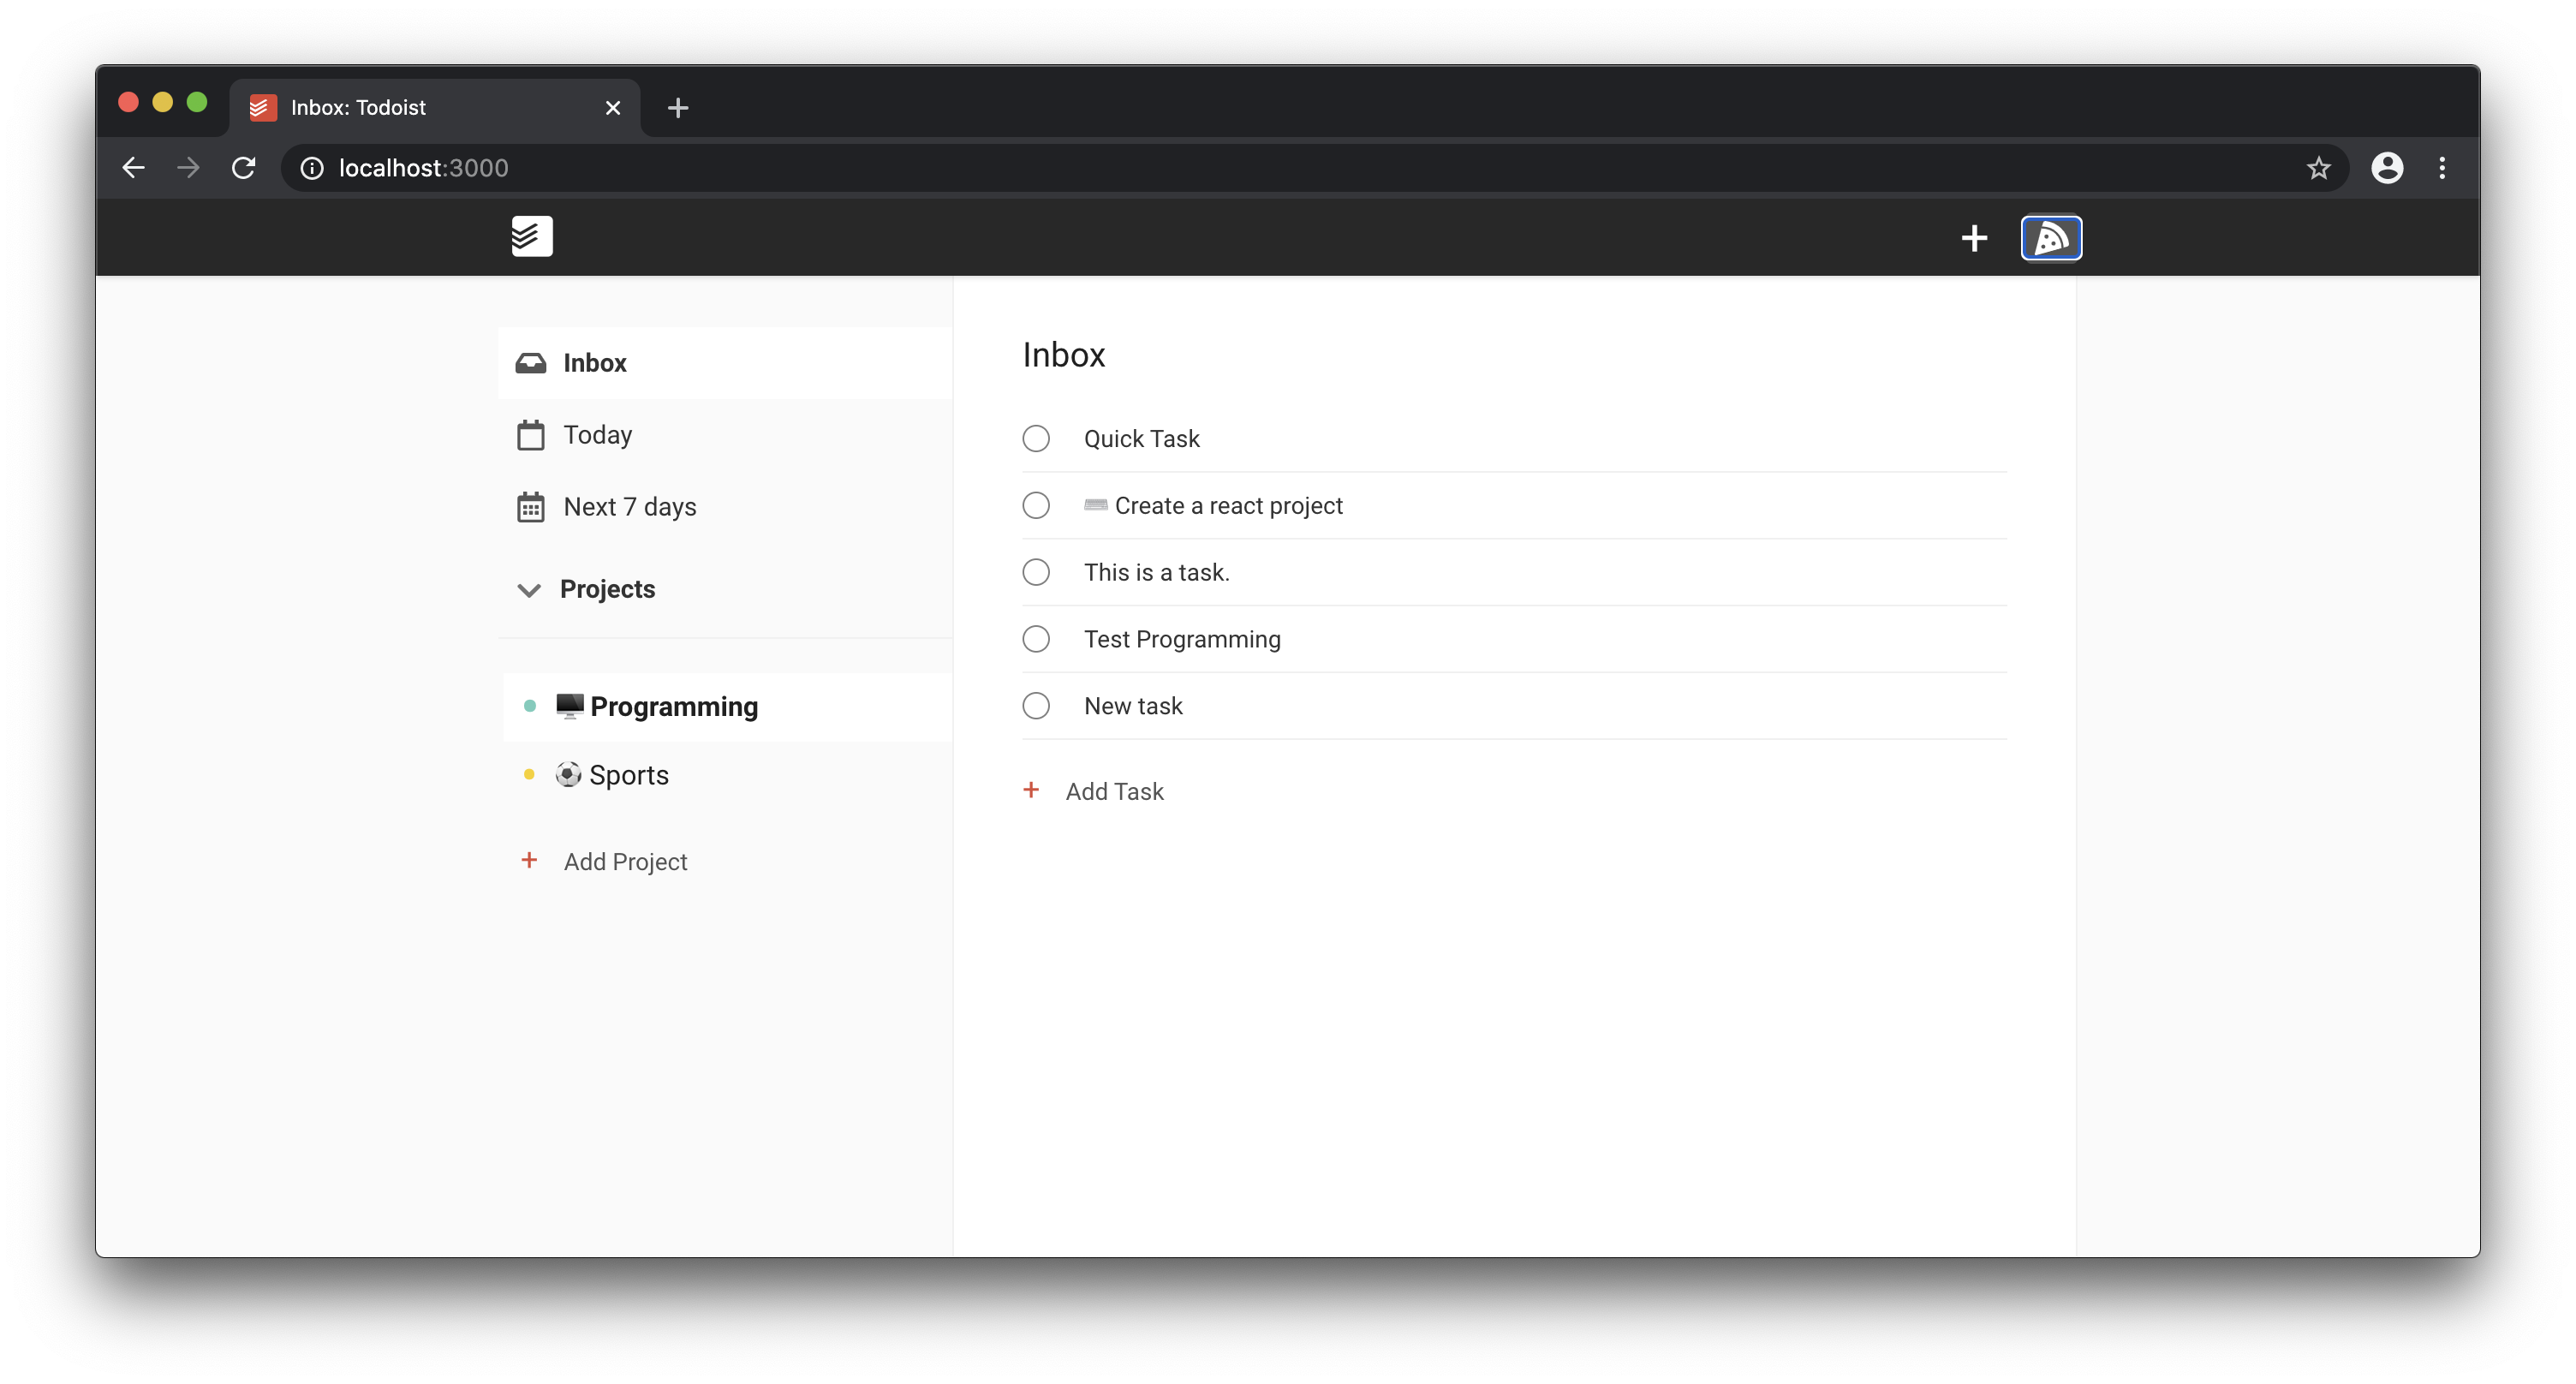 Inbox: Todoist
localhost:3000
Inbox
Today
Next 7 days
Projects
Programming
Sports
Add Project
Inbox
Quick Task
Create a react project
This is a task.
Test Programming
New task
Add Task